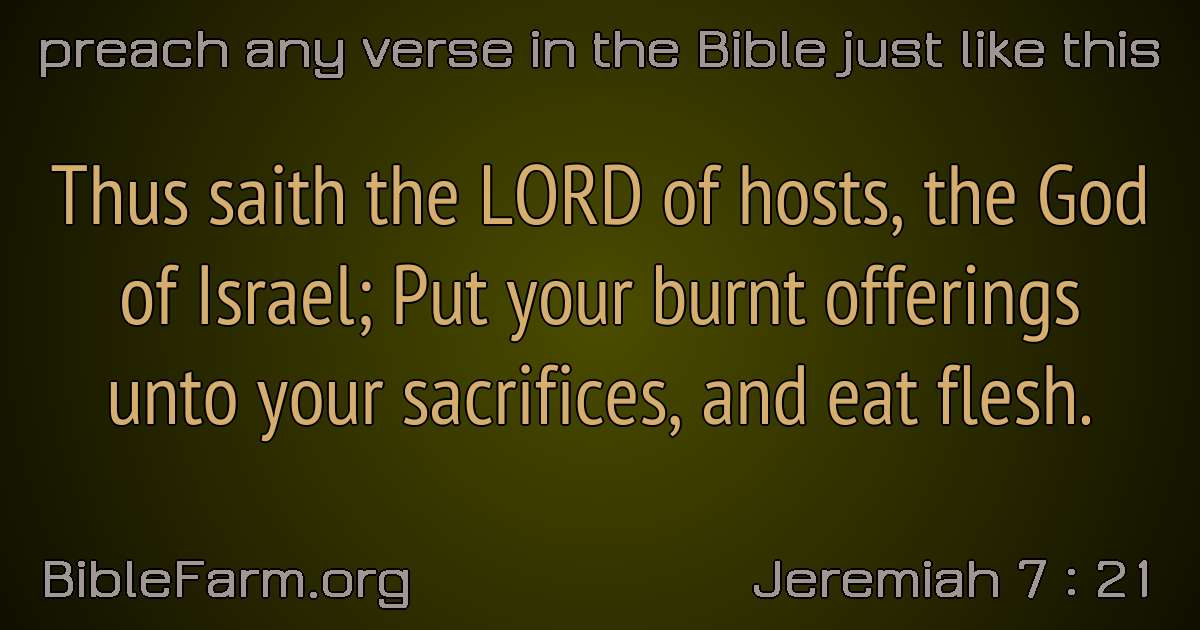 preach any verse in the Bible just like this
Thus saith the LORD of hosts, the God
of Israel; Put your burnt offerings
unto your sacrifices, and eat flesh.
BibleFarm.org
Jeremiah 7 : 21